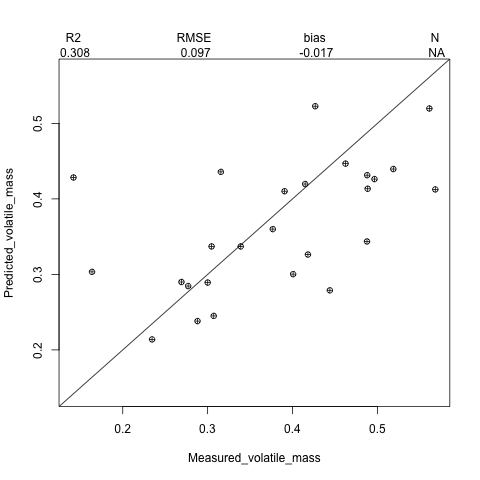 R2 RMSE bias N
0.308 0.097 -0.017 NA
0.5
0.4
0.3
0.2
Predicted_volatile_mass
0.2 0.3 0.4 0.5
Measured_volatile_mass